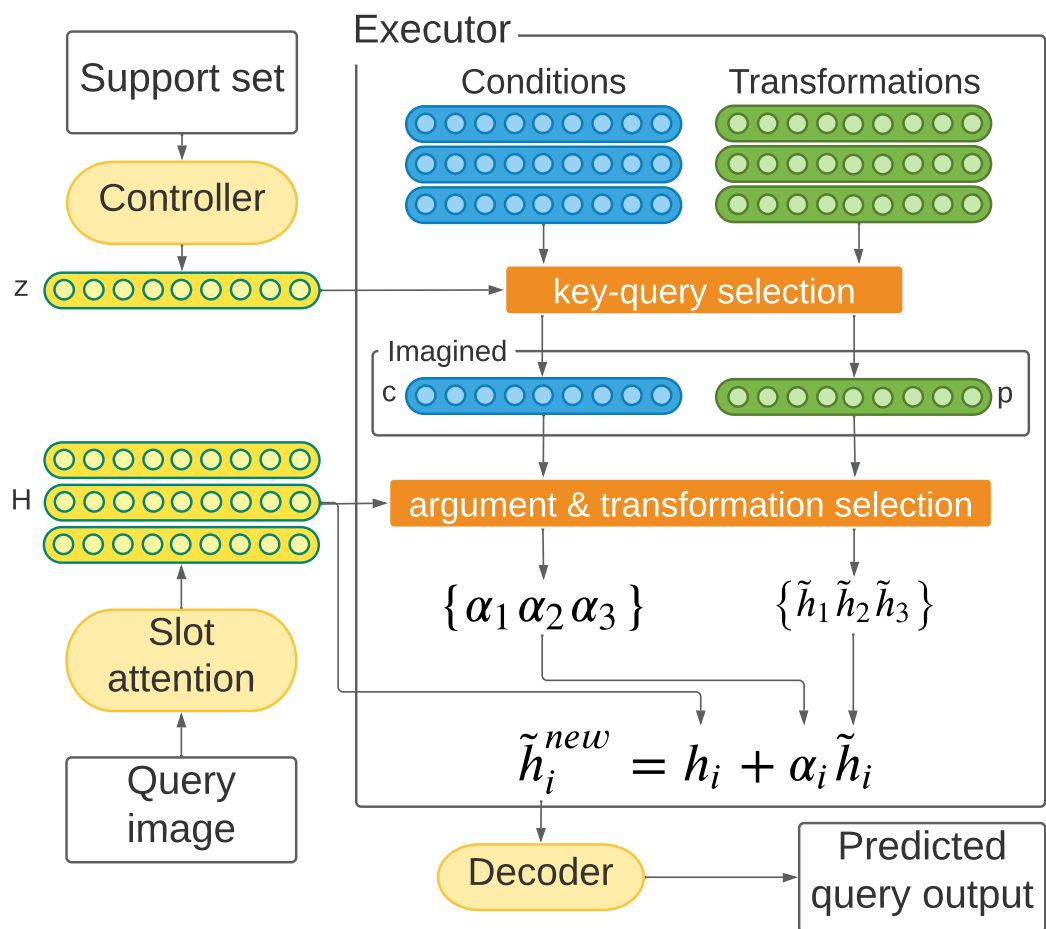 Executor
Support set
Conditions
Transformations
Controller
z
key-query selection
Imagined
c
p
H
argument & transformation selection
{α₁ α₂ α₃}
{h̃₁ h̃₂ h̃₃}
Slot
attention
h̃ᵢⁿᵉʷ = hᵢ + αᵢ h̃ᵢ
Query
image
Decoder
Predicted
query output